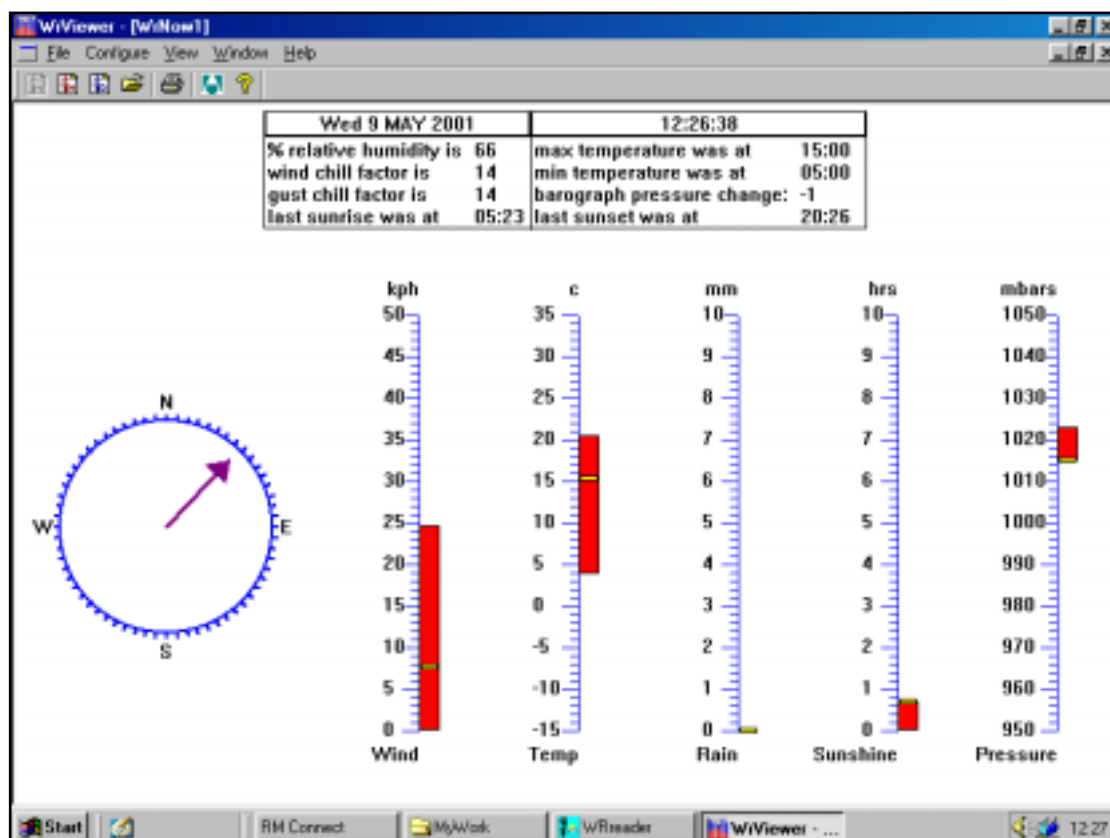 WiViewer - [WiNow1]
File Configure View Window Help
Wed 9 MAY 2001 12:26:38
% relative humidity is 66 max temperature was at 15:00
wind chill factor is 14 min temperature was at 05:00
gust chill factor is 14 barograph pressure change: -1
last sunrise was at 05:23 last sunset was at 20:26
kph c mm hrs mbars
50 35 10 10 1050
45 30 9 9 1040
40 25 8 8 1030
N
35 20 7 7 1020
30 15 6 6 1010
W E 25 10 5 5 1000
20 5 4 4 990
15 0 3 3 980
S
10 -5 2 2 970
5 -10 1 1 960
0 -15 0 0 950
Wind Temp Rain Sunshine Pressure
Start RM Connect MyWork WRreader WiViewer - ... 12:27